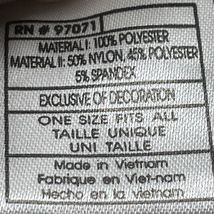 RN # 97071
MATERIAL I: 100% POLYESTER
MATERIAL II: 50% NYLON, 45% POLYESTER
5% SPANDEX
EXCLUSIVE OF DECORATION
ONE SIZE FITS ALL
TAILLE UNIQUE
UNI TAILLE
Made in Vietnam
Fabrique en Viet-nam
Hecho en la vietnam